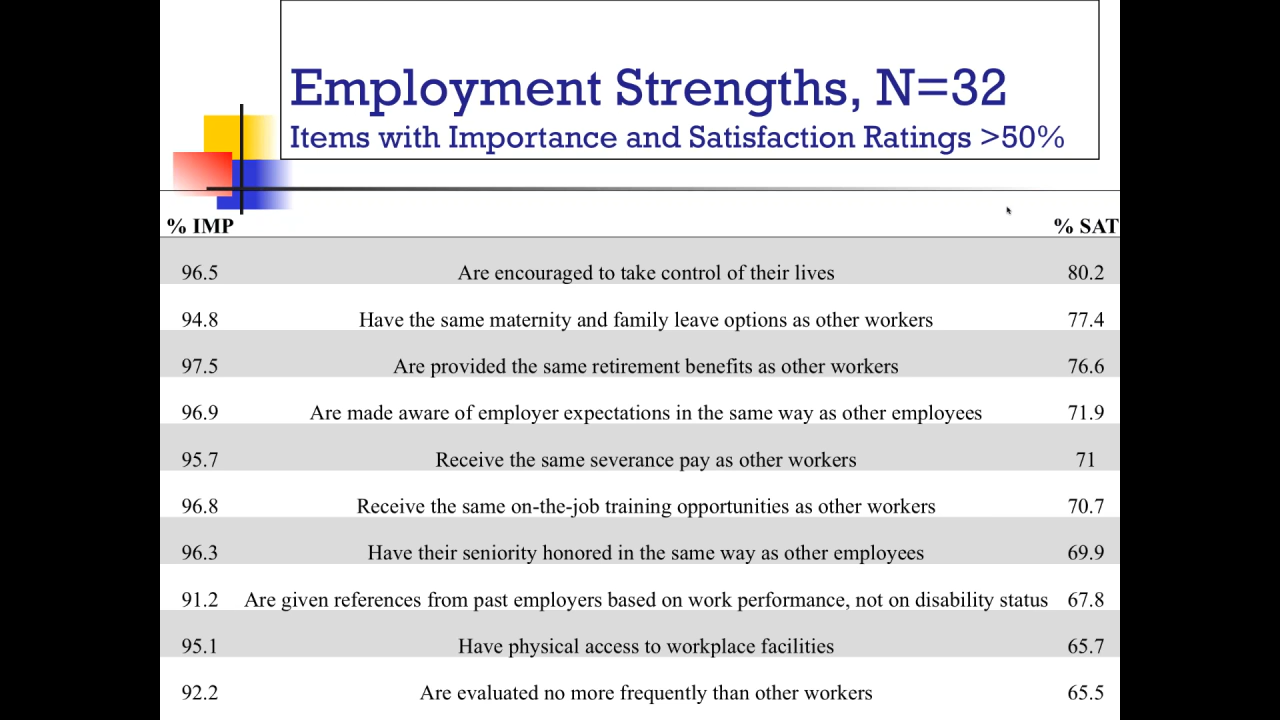 Employment Strengths, N=32
Items with Importance and Satisfaction Ratings >50%
% IMP % SAT
96.5 Are encouraged to take control of their lives 80.2
94.8 Have the same maternity and family leave options as other workers 77.4
97.5 Are provided the same retirement benefits as other workers 76.6
96.9 Are made aware of employer expectations in the same way as other employees 71.9
95.7 Receive the same severance pay as other workers 71
96.8 Receive the same on-the-job training opportunities as other workers 70.7
96.3 Have their seniority honored in the same way as other employees 69.9
91.2 Are given references from past employers based on work performance, not on disability status 67.8
95.1 Have physical access to workplace facilities 65.7
92.2 Are evaluated no more frequently than other workers 65.5